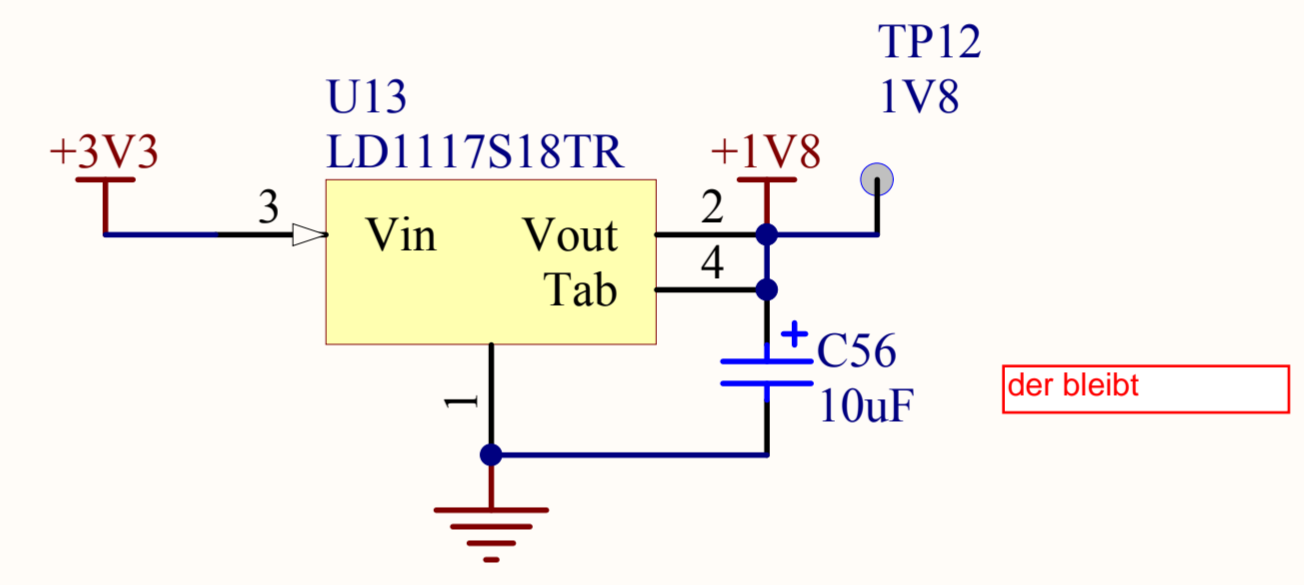 TP12
1V8
U13
LD1117S18TR
+3V3
+1V8
3
Vin
Vout
2
Tab
4
+
C56
10uF
1
der bleibt